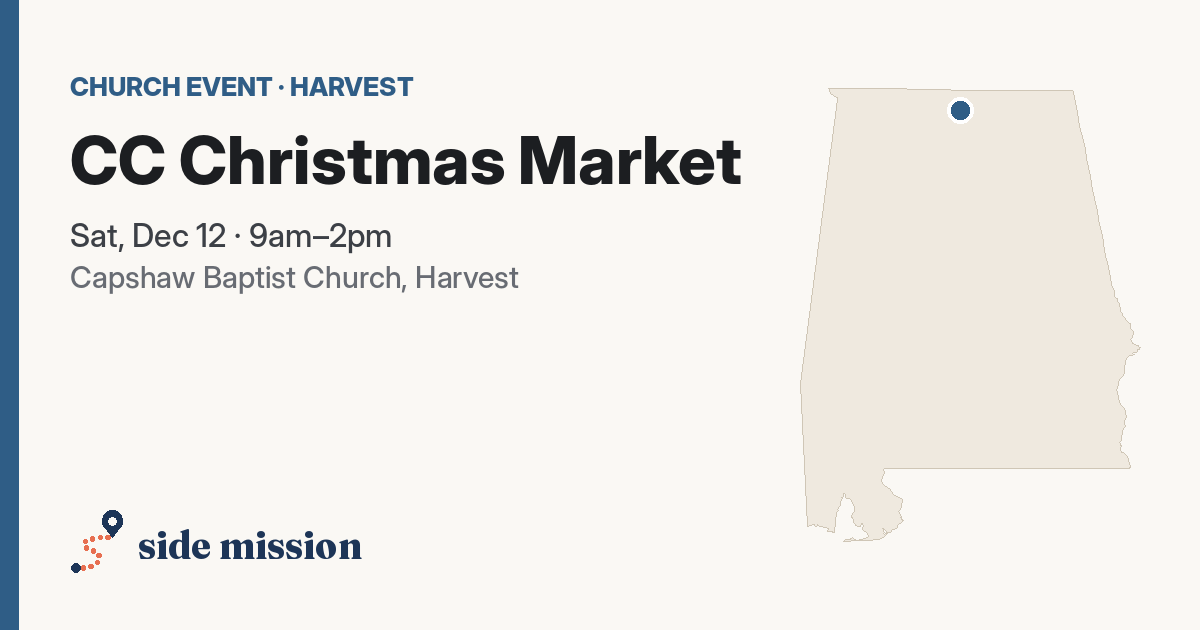 CHURCH EVENT · HARVEST
CC Christmas Market
Sat, Dec 12 · 9am–2pm
Capshaw Baptist Church, Harvest
side mission